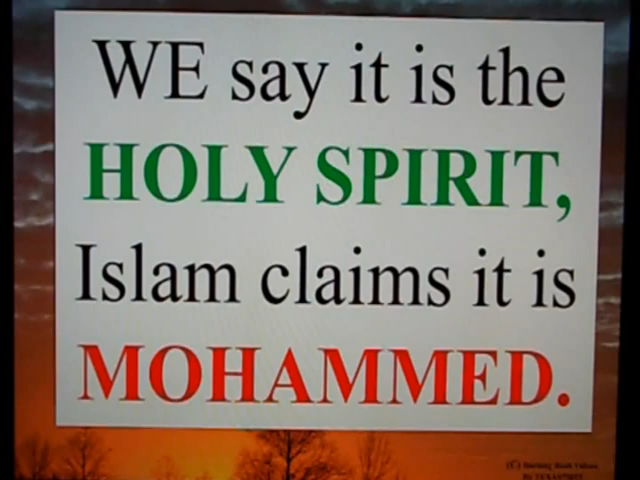 WE say it is the
HOLY SPIRIT,
Islam claims it is
MOHAMMED.